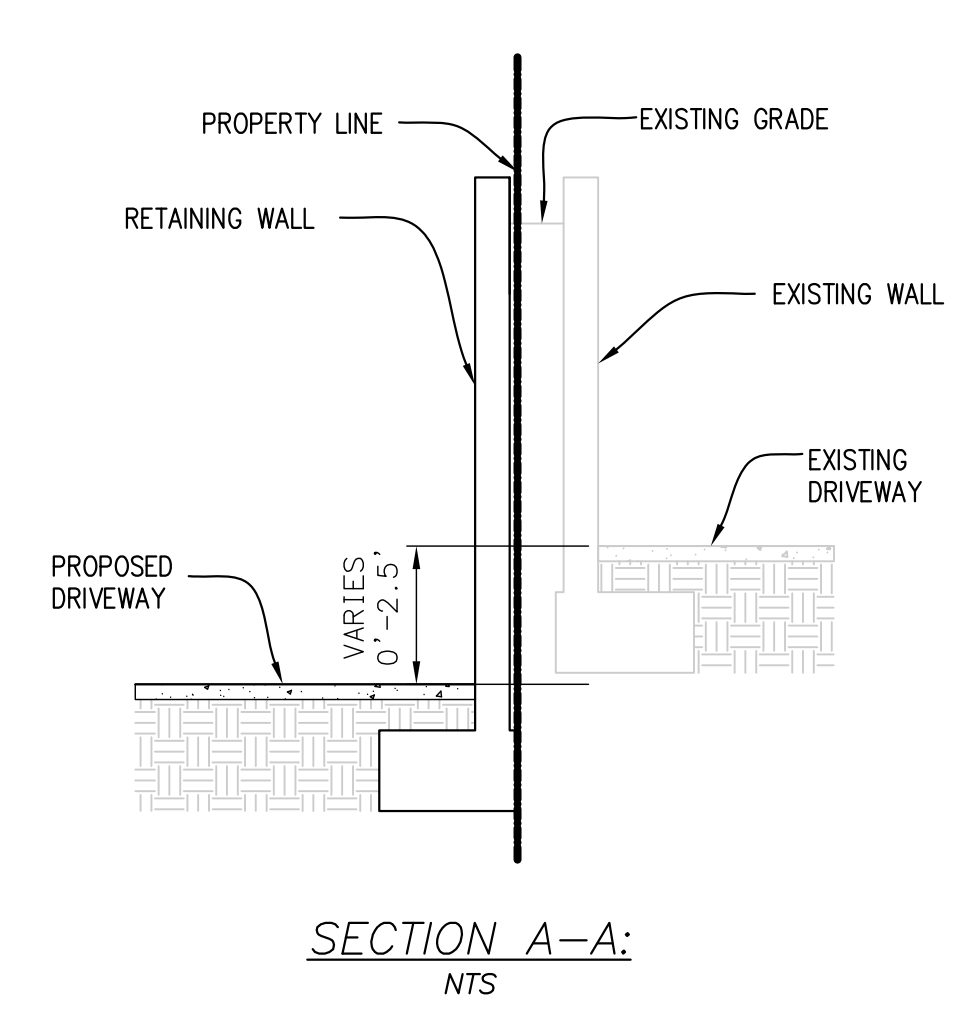 PROPERTY LINE
EXISTING GRADE
RETAINING WALL
EXISTING WALL
EXISTING
DRIVEWAY
PROPOSED
DRIVEWAY
VARIES
0'-2.5'
SECTION A-A:
NTS